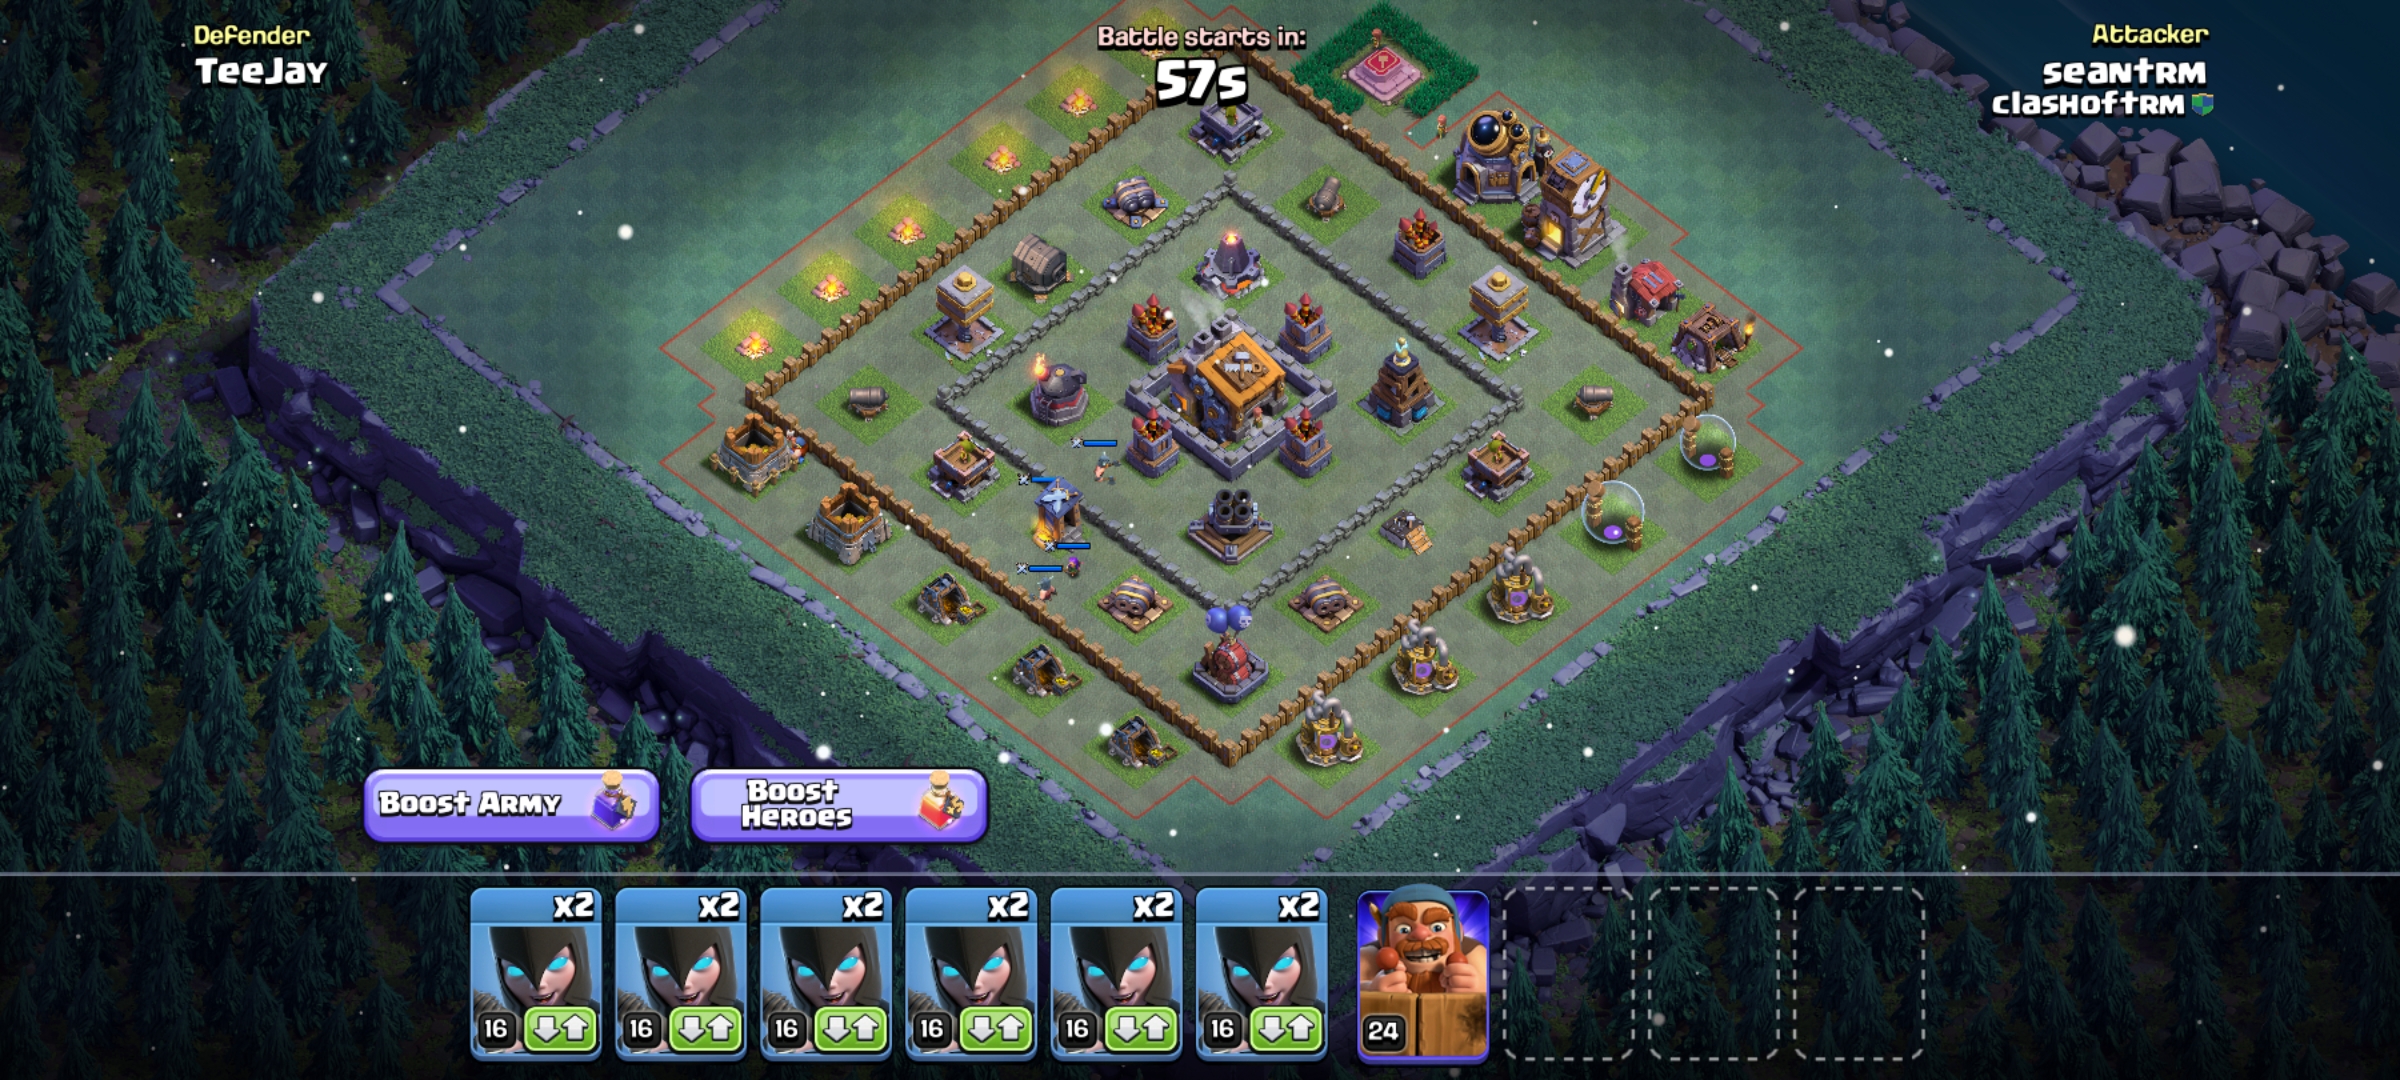 Defender
TeeJay
Battle starts in:
57s
Attacker
seantRM
clashoftRM
Boost Army
Boost
Heroes
x2
x2
x2
x2
x2
x2
16
16
16
16
16
16
24